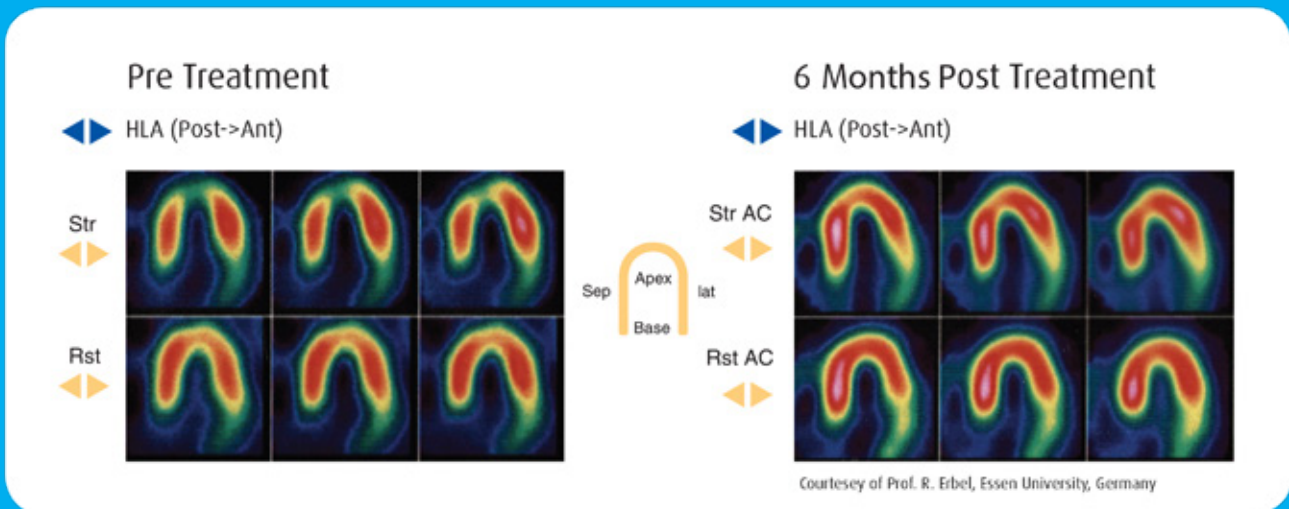 Pre Treatment
HLA (Post->Ant)
Str
Rst
Sep
Apex
lat
Base
6 Months Post Treatment
HLA (Post->Ant)
Str AC
Rst AC
Courtesey of Prof. R. Erbel, Essen University, Germany